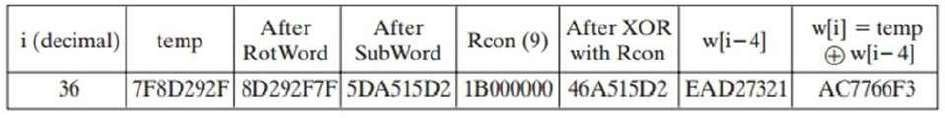 i (decimal) temp After RotWord After SubWord Rcon (9) After XOR with Rcon w[i−4] w[i] = temp ⊕ w[i−4]
36 7F8D292F 8D292F7F 5DA515D2 1B000000 46A515D2 EAD27321 AC7766F3